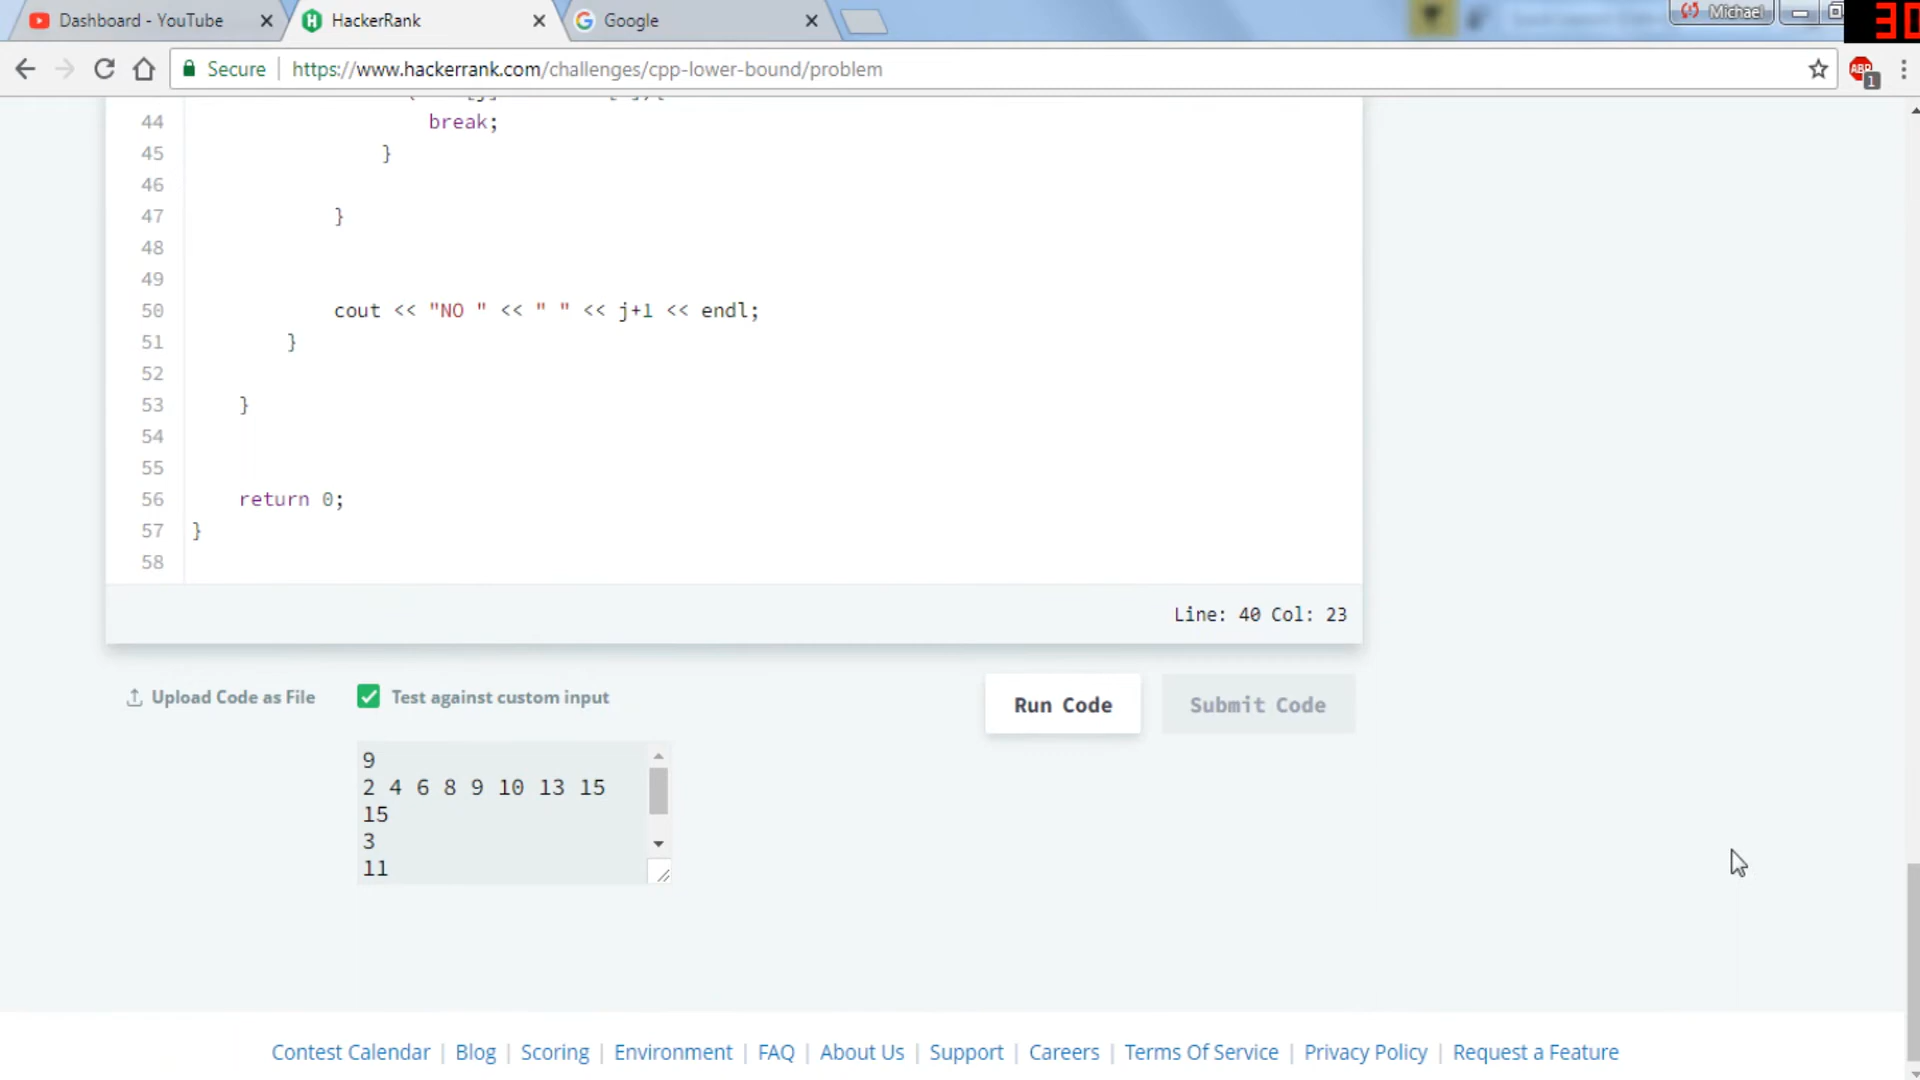 Dashboard - YouTube
HackerRank
Google
Michael
30
Secure
https://www.hackerrank.com/challenges/cpp-lower-bound/problem
ABP
1
44 break;
45 }
46
47 }
48
49
50 cout << "NO " << " " << j+1 << endl;
51 }
52
53 }
54
55
56 return 0;
57 }
58
Line: 40 Col: 23
Upload Code as File
Test against custom input
Run Code
Submit Code
9
2 4 6 8 9 10 13 15
15
3
11
Contest Calendar | Blog | Scoring | Environment | FAQ | About Us | Support | Careers | Terms Of Service | Privacy Policy | Request a Feature